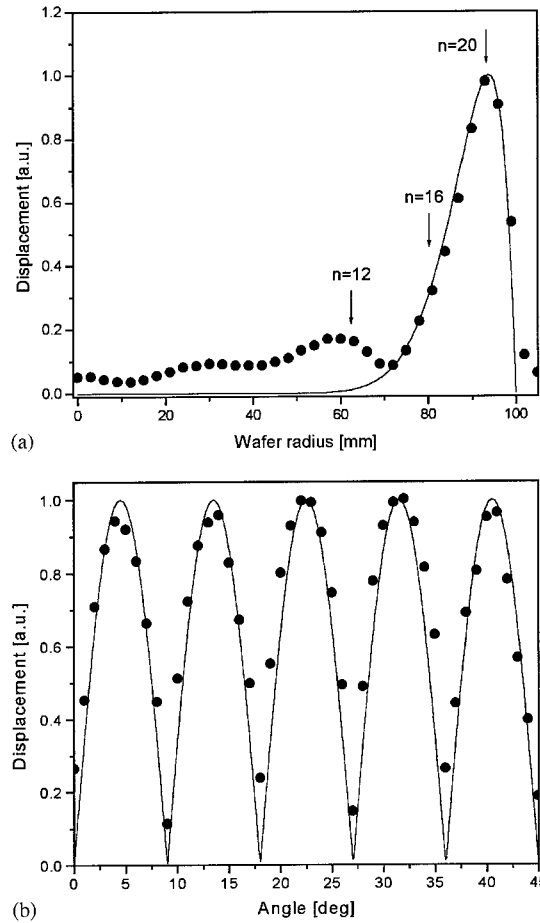 1.2
1.0
0.8
0.6
0.4
0.2
0.0
Displacement [a.u.]
n=20
n=16
n=12
0 20 40 60 80 100
Wafer radius [mm]
(a)
1.0
0.8
0.6
0.4
0.2
0.0
Displacement [a.u.]
0 5 10 15 20 25 30 35 40 45
Angle [deg]
(b)